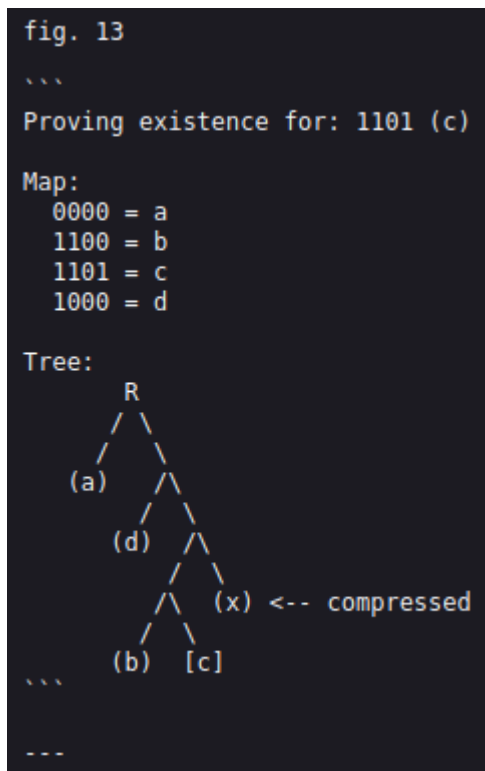 fig. 13
```
Proving existence for: 1101 (c)
Map:
  0000 = a
  1100 = b
  1101 = c
  1000 = d
Tree:
       R
      / \
     /   \
   (a)   /\
        /  \
      (d)  /\
          /  \
         /\  (x) <-- compressed
        /  \
      (b)  [c]
```
---